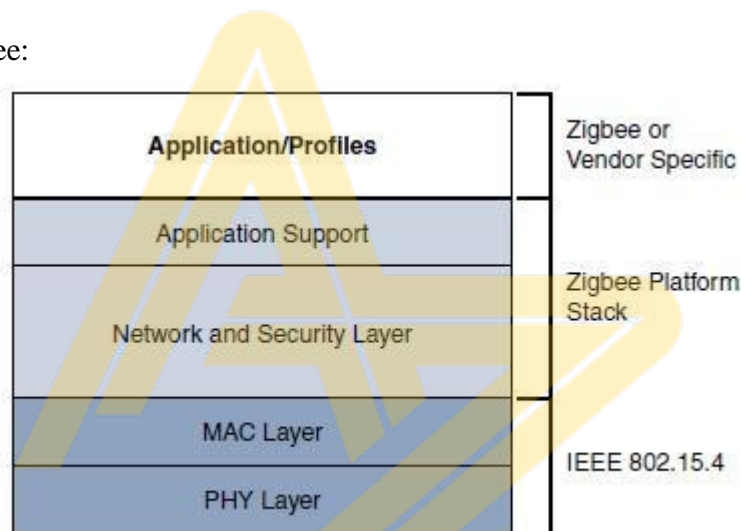 ee:
Application/Profiles
Zigbee or
Vendor Specific
Application Support
Zigbee Platform
Stack
Network and Security Layer
MAC Layer
IEEE 802.15.4
PHY Layer